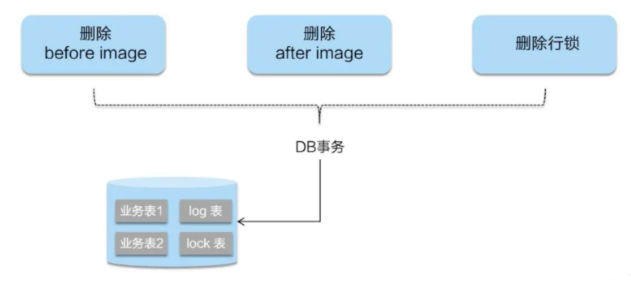 删除
before image
删除
after image
删除行锁
DB事务
业务表1
log 表
业务表2
lock 表